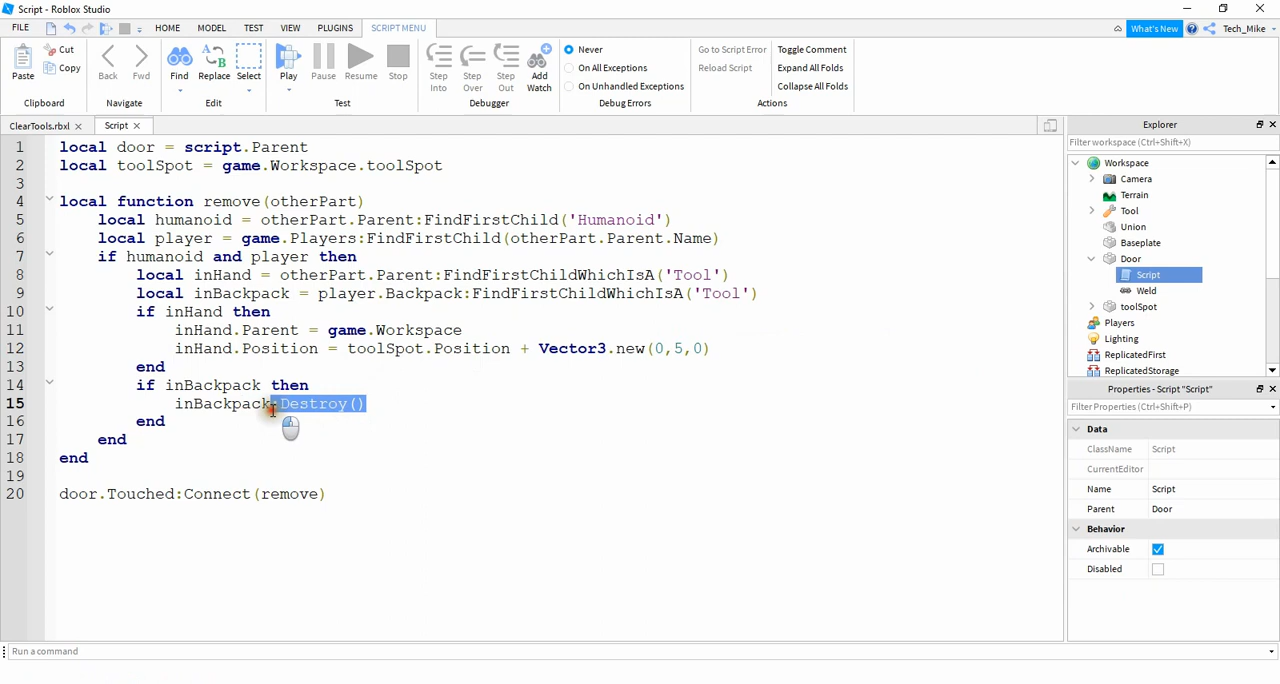 Script - Roblox Studio
FILE HOME MODEL TEST VIEW PLUGINS SCRIPT MENU What's New Tech_Mike
Paste Cut Copy Clipboard
Back Fwd Navigate
Find Replace Select Edit
Play Pause Resume Stop Test
Step Into Step Over Step Out Add Watch Debugger
Never
On All Exceptions
On Unhandled Exceptions
Debug Errors
Go to Script Error Toggle Comment
Reload Script Expand All Folds
Collapse All Folds
Actions
ClearTools.rbxl Script
1 local door = script.Parent
2 local toolSpot = game.Workspace.toolSpot
3
4 local function remove(otherPart)
5 local humanoid = otherPart.Parent:FindFirstChild('Humanoid')
6 local player = game.Players:FindFirstChild(otherPart.Parent.Name)
7 if humanoid and player then
8 local inHand = otherPart.Parent:FindFirstChildWhichIsA('Tool')
9 local inBackpack = player.Backpack:FindFirstChildWhichIsA('Tool')
10 if inHand then
11 inHand.Parent = game.Workspace
12 inHand.Position = toolSpot.Position + Vector3.new(0,5,0)
13 end
14 if inBackpack then
15 inBackpack:Destroy()
16 end
17 end
18 end
19
20 door.Touched:Connect(remove)
Explorer
Filter workspace (Ctrl+Shift+X)
Workspace
Camera
Terrain
Tool
Union
Baseplate
Door
Script
Weld
toolSpot
Players
Lighting
ReplicatedFirst
ReplicatedStorage
Properties - Script "Script"
Filter Properties (Ctrl+Shift+P)
Data
ClassName Script
CurrentEditor
Name Script
Parent Door
Behavior
Archivable
Disabled
Run a command